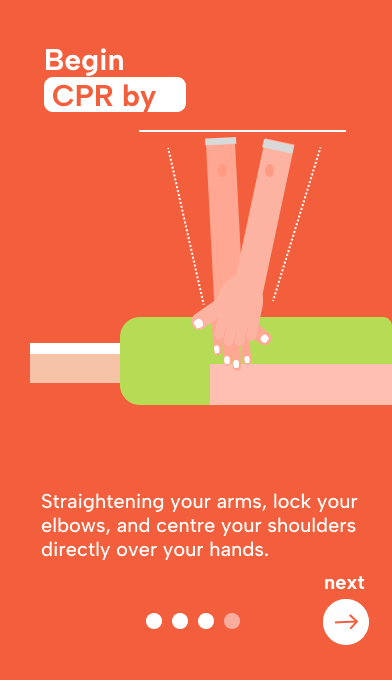 Begin
CPR by
Straightening your arms, lock your
elbows, and centre your shoulders
directly over your hands.
next